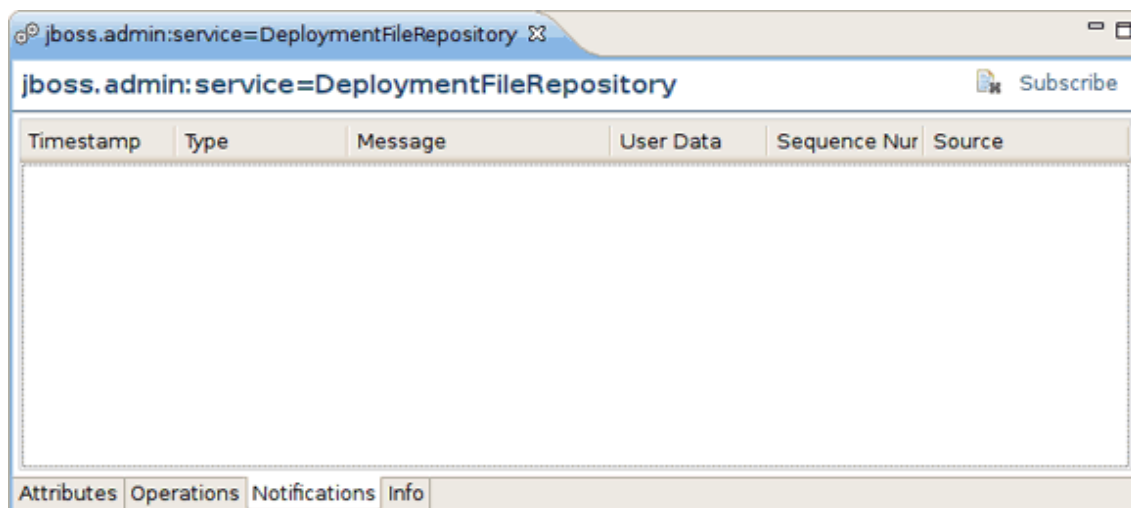 jboss.admin:service=DeploymentFileRepository
jboss.admin:service=DeploymentFileRepository Subscribe
Timestamp Type Message User Data Sequence Nur Source
Attributes Operations Notifications Info